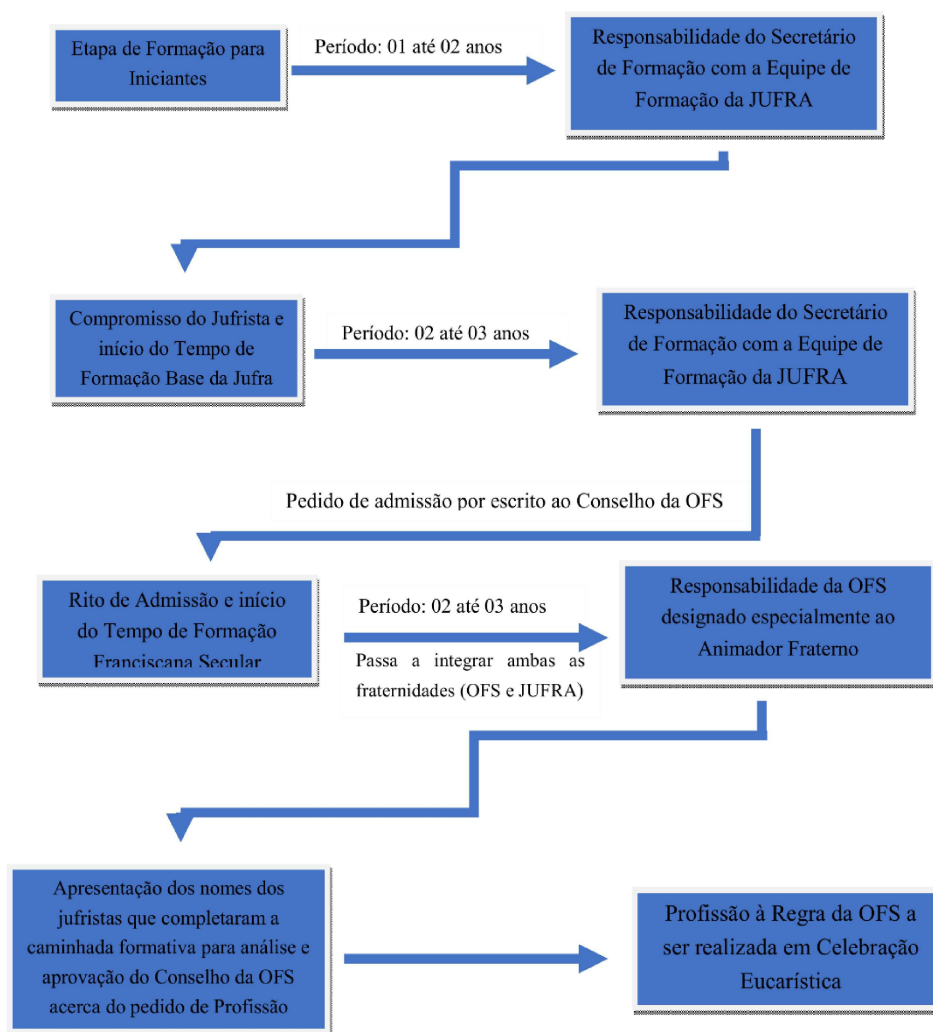 Etapa de Formação para
Iniciantes
Período: 01 até 02 anos
Responsabilidade do Secretário
de Formação com a Equipe de
Formação da JUFRA
Compromisso do Jufrista e
início do Tempo de
Formação Base da Jufra
Período: 02 até 03 anos
Responsabilidade do Secretário
de Formação com a Equipe de
Formação da JUFRA
Pedido de admissão por escrito ao Conselho da OFS
Rito de Admissão e início
do Tempo de Formação
Franciscana Secular
Período: 02 até 03 anos
Passa a integrar ambas as
fraternidades (OFS e JUFRA)
Responsabilidade da OFS
designado especialmente ao
Animador Fraterno
Apresentação dos nomes dos
jufristas que completaram a
caminhada formativa para análise e
aprovação do Conselho da OFS
acerca do pedido de Profissão
Profissão à Regra da OFS a
ser realizada em Celebração
Eucarística